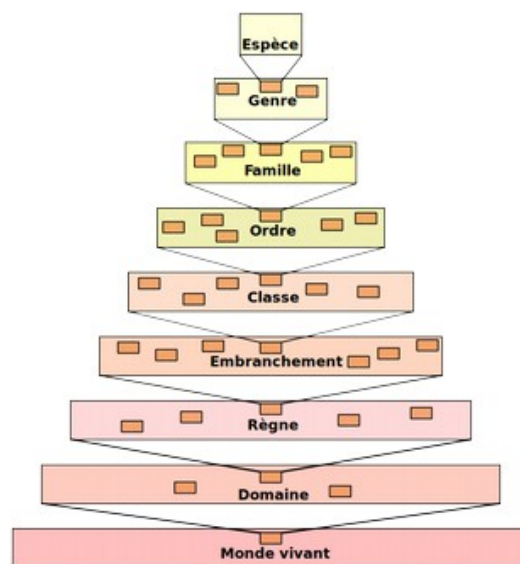 Espèce
Genre
Famille
Ordre
Classe
Embranchement
Règne
Domaine
Monde vivant